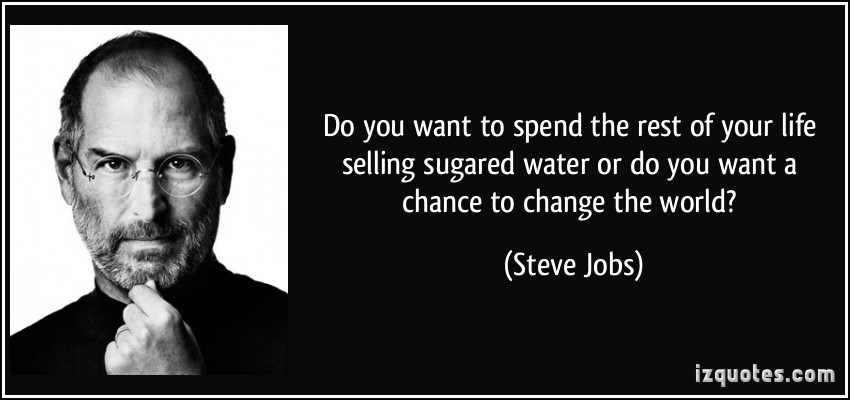 Do you want to spend the rest of your life
selling sugared water or do you want a
chance to change the world?
(Steve Jobs)
izquotes.com